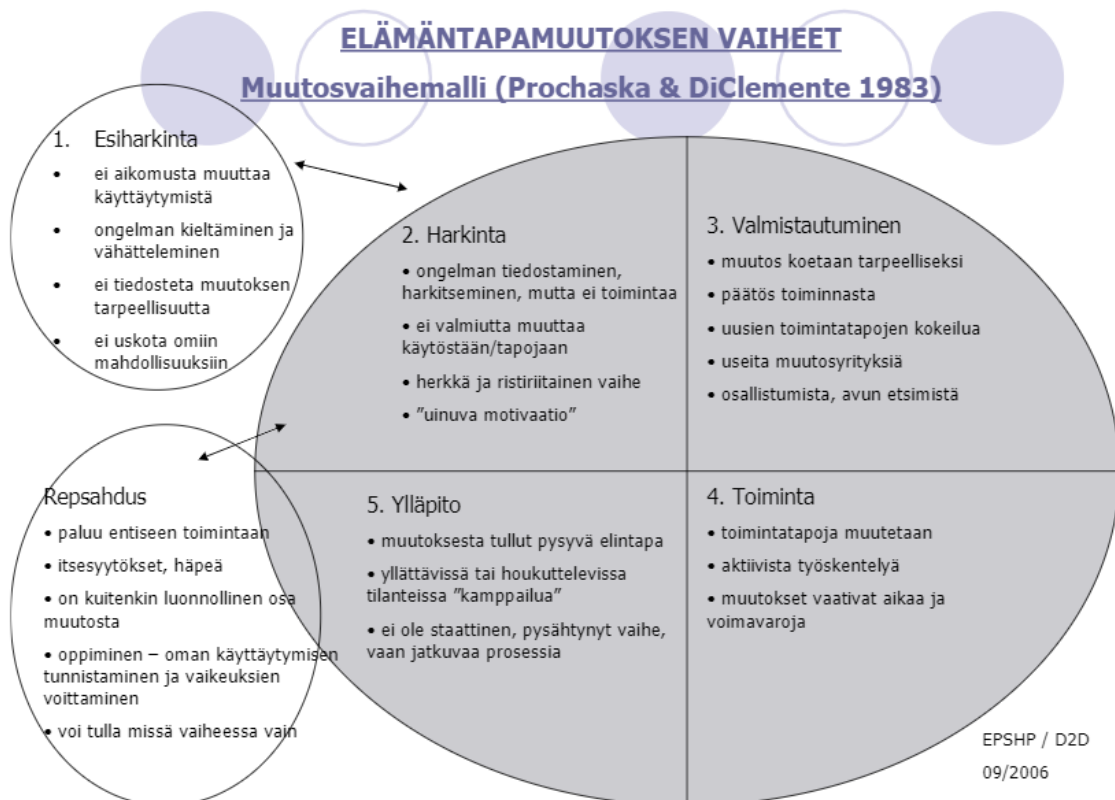 ELÄMÄNTAPAMUUTOKSEN VAIHEET
Muutosvaihemalli (Prochaska & DiClemente 1983)
1. Esiharkinta
• ei aikomusta muuttaa
käyttäytymistä
• ongelman kieltäminen ja
vähätteleminen
• ei tiedosteta muutoksen
tarpeellisuutta
• ei uskota omiin
mahdollisuuksiin
2. Harkinta
• ongelman tiedostaminen,
harkitseminen, mutta ei toimintaa
• ei valmiutta muuttaa
käytöstään/tapojaan
• herkkä ja ristiriitainen vaihe
• ”uinuva motivaatio”
3. Valmistautuminen
• muutos koetaan tarpeelliseksi
• päätös toiminnasta
• uusien toimintatapojen kokeilua
• useita muutosyrityksiä
• osallistumista, avun etsimistä
Repsahdus
• paluu entiseen toimintaan
• itsesyytökset, häpeä
• on kuitenkin luonnollinen osa
muutosta
• oppiminen – oman käyttäytymisen
tunnistaminen ja vaikeuksien
voittaminen
• voi tulla missä vaiheessa vain
5. Ylläpito
• muutoksesta tullut pysyvä elintapa
• yllättävissä tai houkuttelevissa
tilanteissa ”kamppailua”
• ei ole staattinen, pysähtynyt vaihe,
vaan jatkuvaa prosessia
4. Toiminta
• toimintatapoja muutetaan
• aktiivista työskentelyä
• muutokset vaativat aikaa ja
voimavaroja
EPSHP / D2D
09/2006